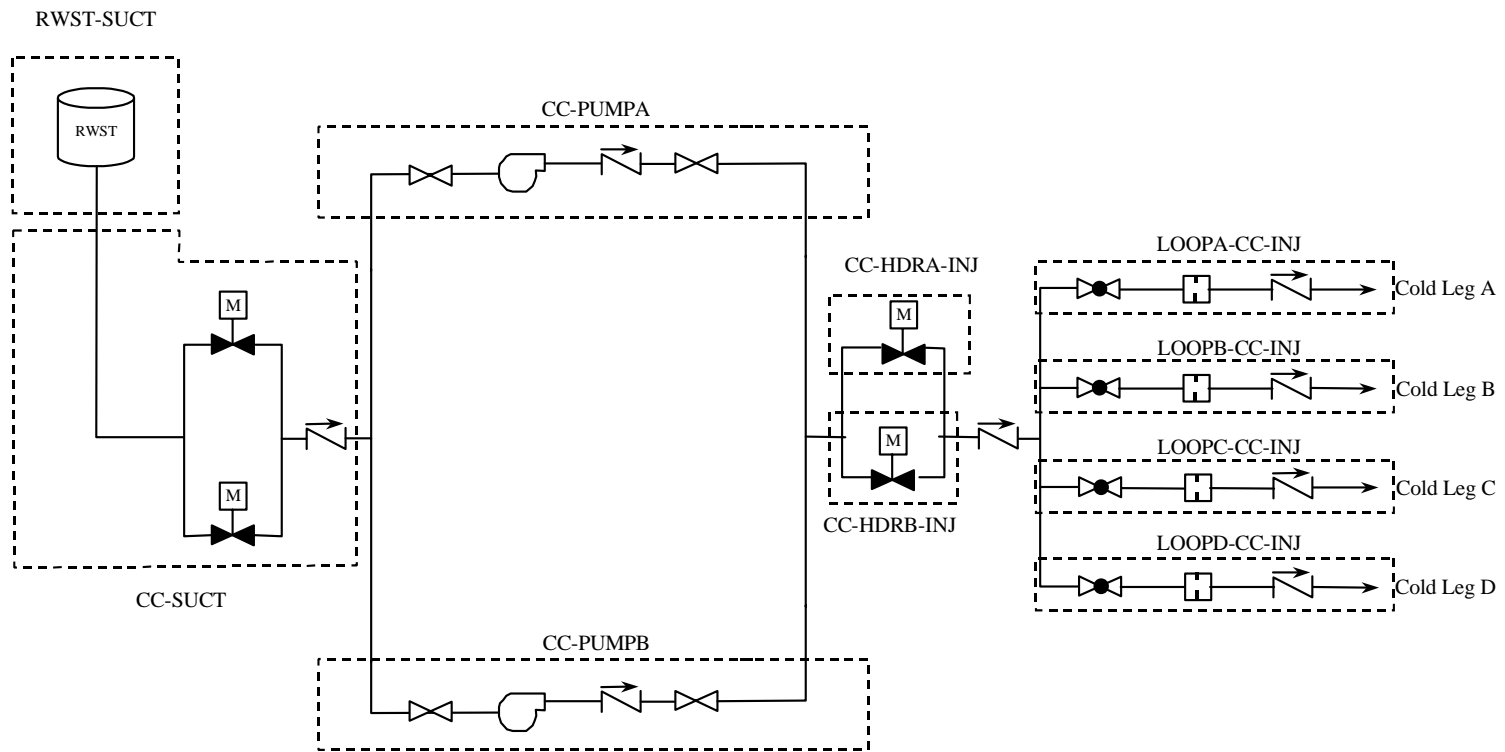 RWST-SUCT
RWST
CC-PUMPA
LOOPA-CC-INJ
CC-HDRA-INJ
Cold Leg A
M
M
LOOPB-CC-INJ
Cold Leg B
M
LOOPC-CC-INJ
Cold Leg C
M
CC-HDRB-INJ
LOOPD-CC-INJ
Cold Leg D
CC-SUCT
CC-PUMPB